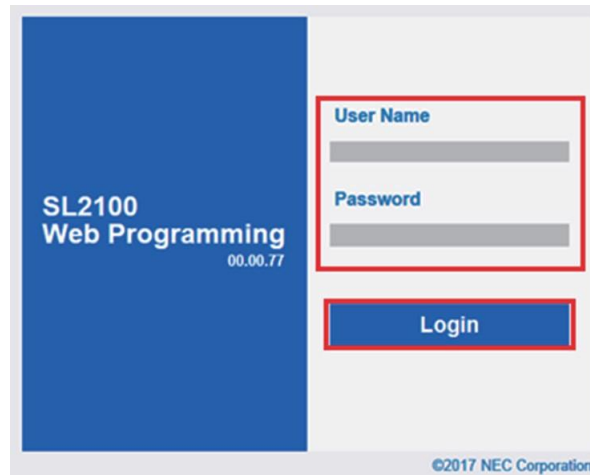 SL2100
Web Programming
00.00.77
User Name
Password
Login
©2017 NEC Corporation